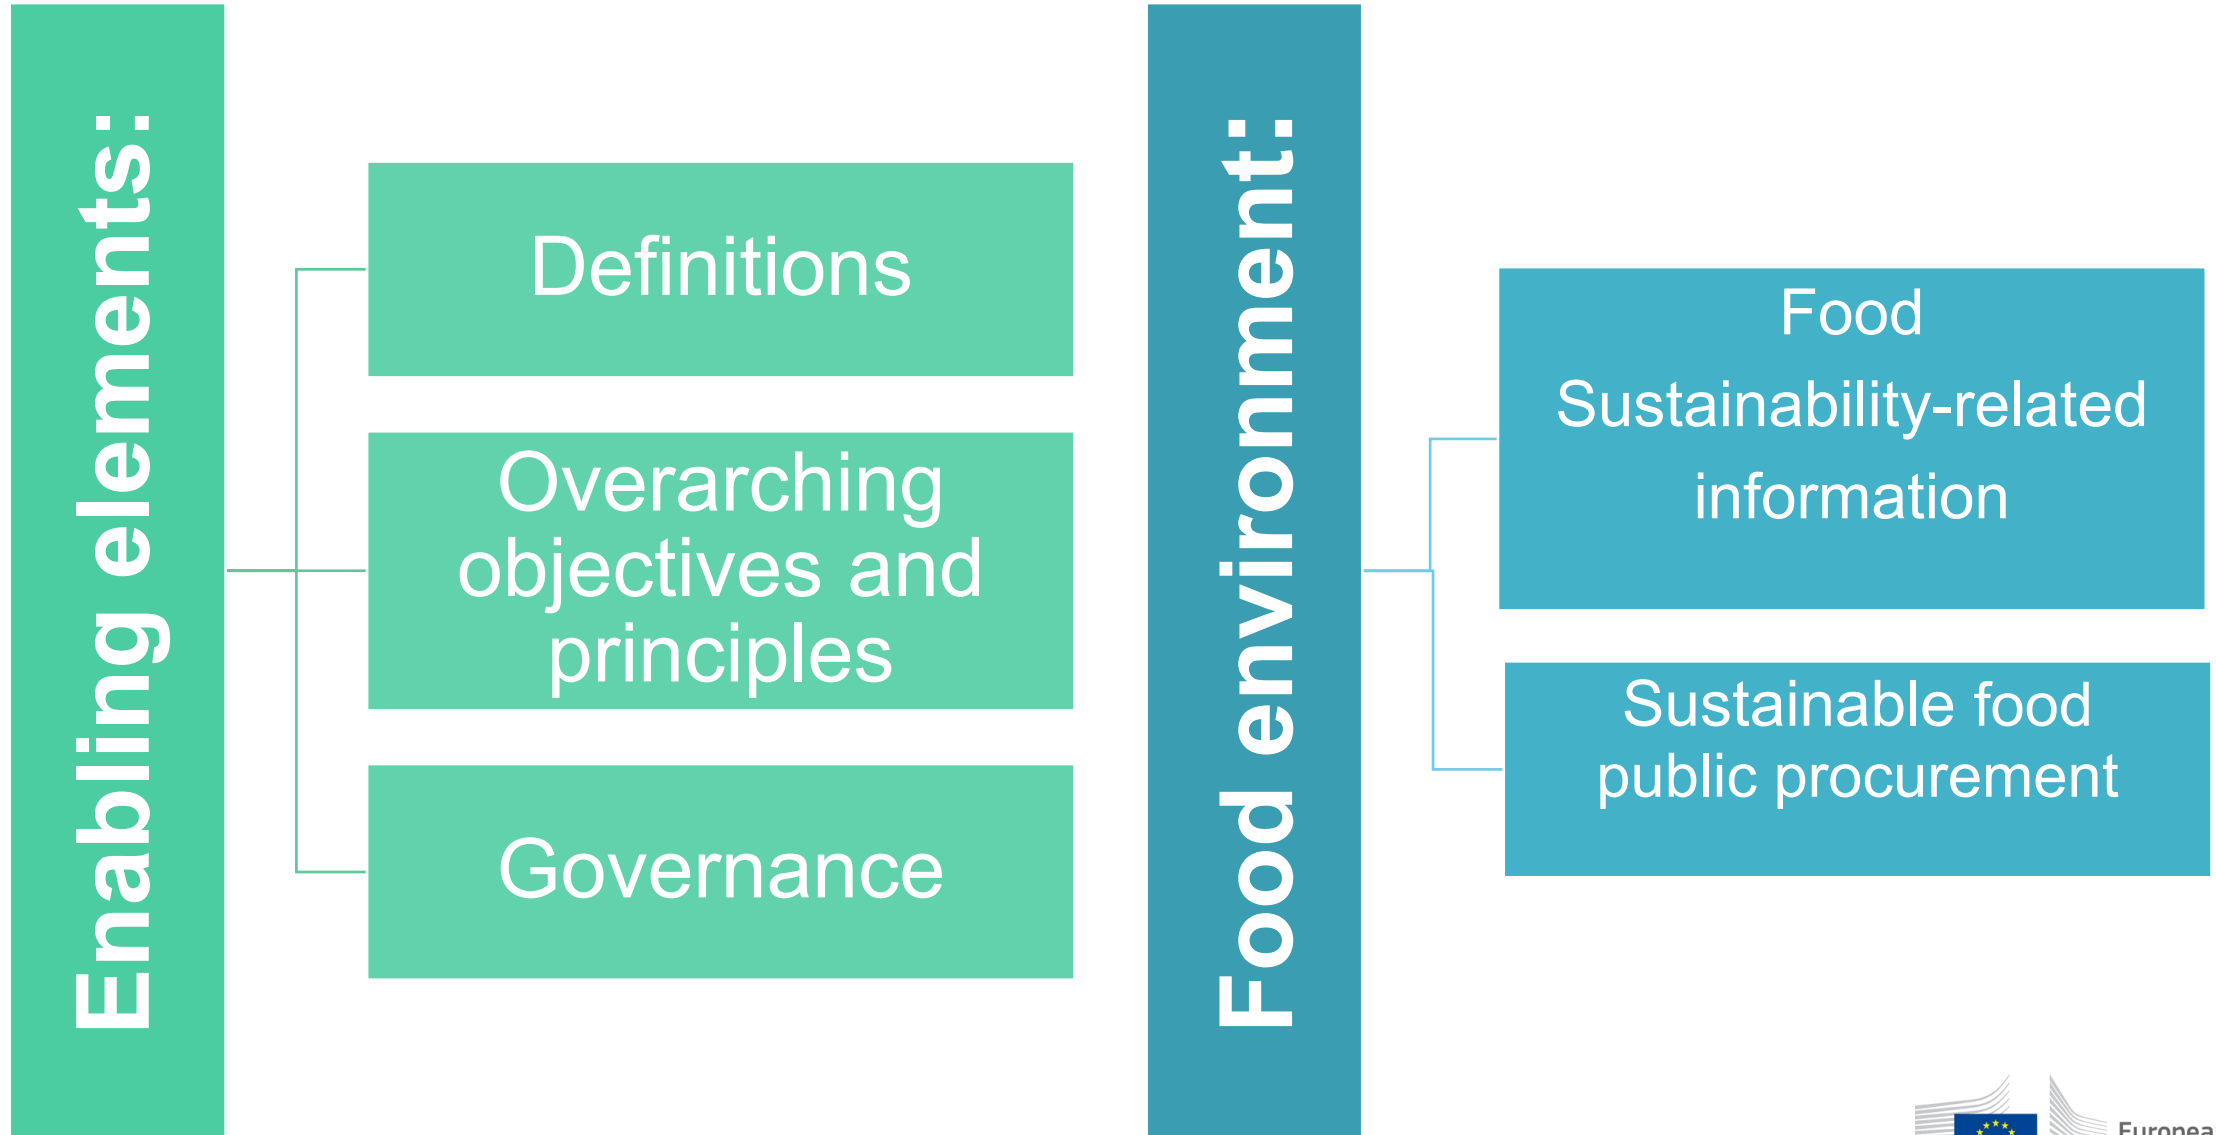 Enabling elements:
Definitions
Overarching
objectives and
principles
Governance
Food environment:
Food
Sustainability-related
information
Sustainable food
public procurement